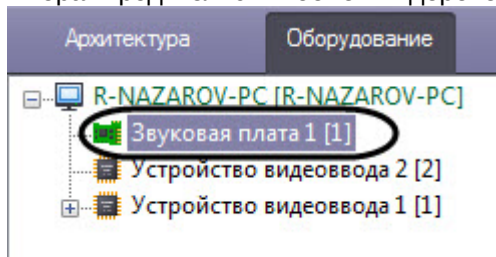 Архитектура Оборудование
R-NAZAROV-PC [R-NAZAROV-PC]
Звуковая плата 1 [1]
Устройство видеоввода 2 [2]
Устройство видеоввода 1 [1]